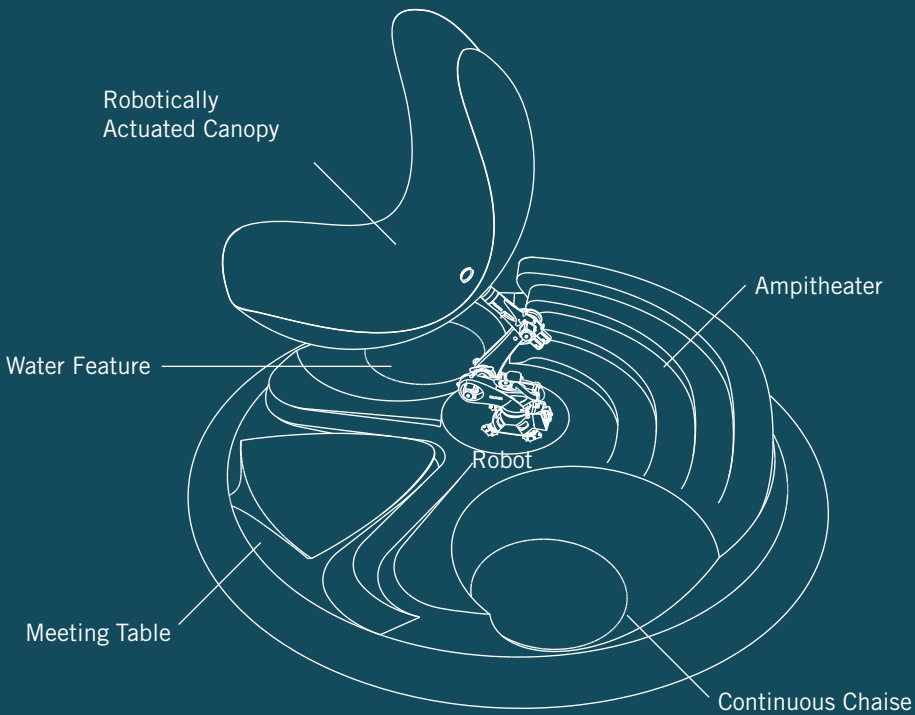 Robotically
Actuated Canopy
Ampitheater
Water Feature
Robot
Meeting Table
Continuous Chaise